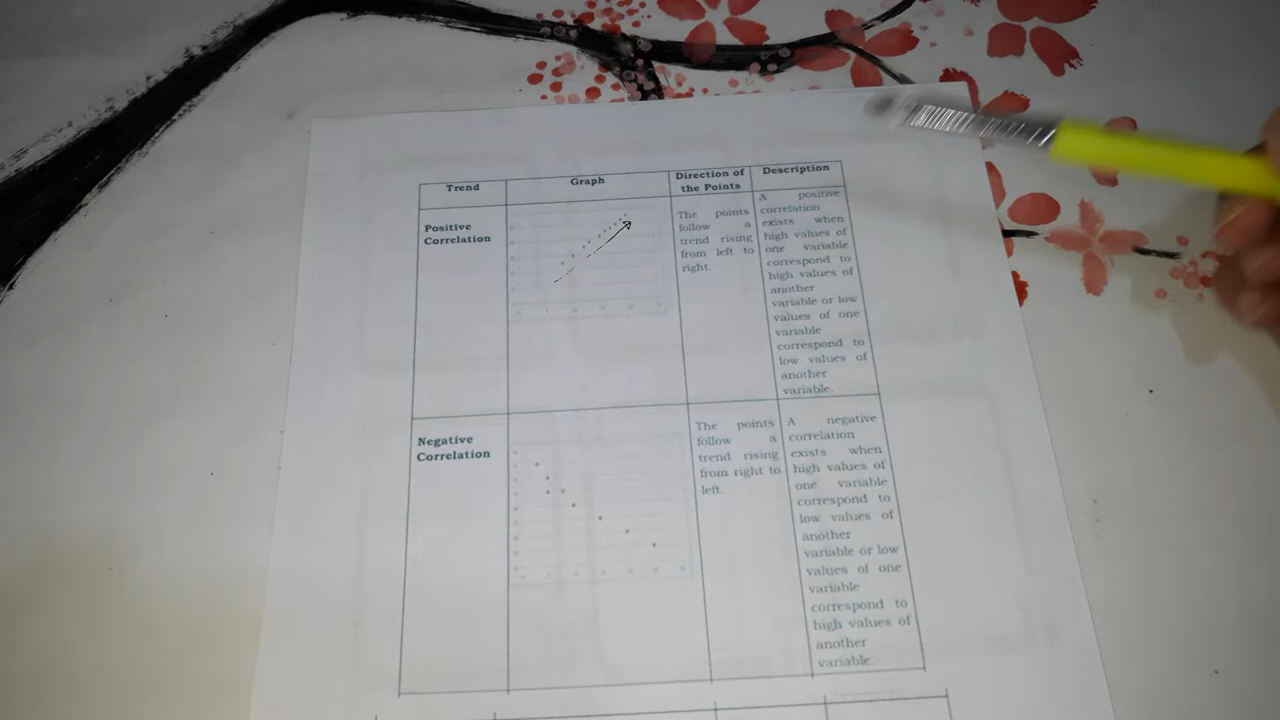 Trend
Graph
Direction of
the Points
Description
Positive
Correlation
The points
follow a
trend rising
from left to
right.
A positive
correlation
exists when
high values of
one variable
correspond to
high values of
another
variable or low
values of one
variable
correspond to
low values of
another
variable.
Negative
Correlation
The points
follow a
trend rising
from right to
left.
A negative
correlation
exists when
high values of
one variable
correspond to
low values of
another
variable or low
values of one
variable
correspond to
high values of
another
variable.